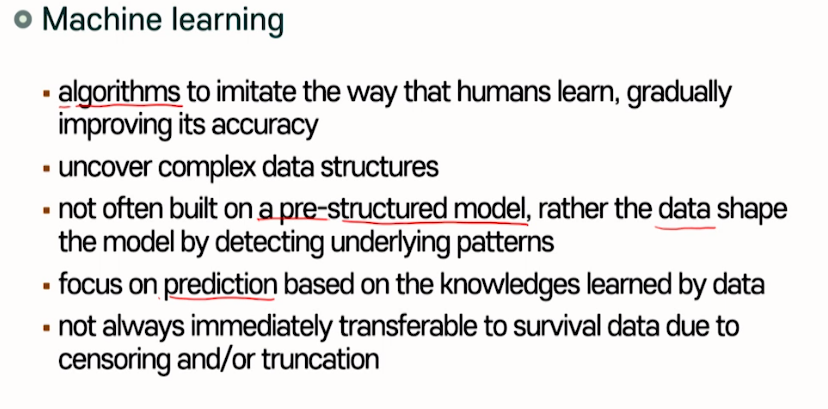 Machine learning
▪ algorithms to imitate the way that humans learn, gradually
improving its accuracy
▪ uncover complex data structures
▪ not often built on a pre-structured model, rather the data shape
the model by detecting underlying patterns
▪ focus on prediction based on the knowledges learned by data
▪ not always immediately transferable to survival data due to
censoring and/or truncation